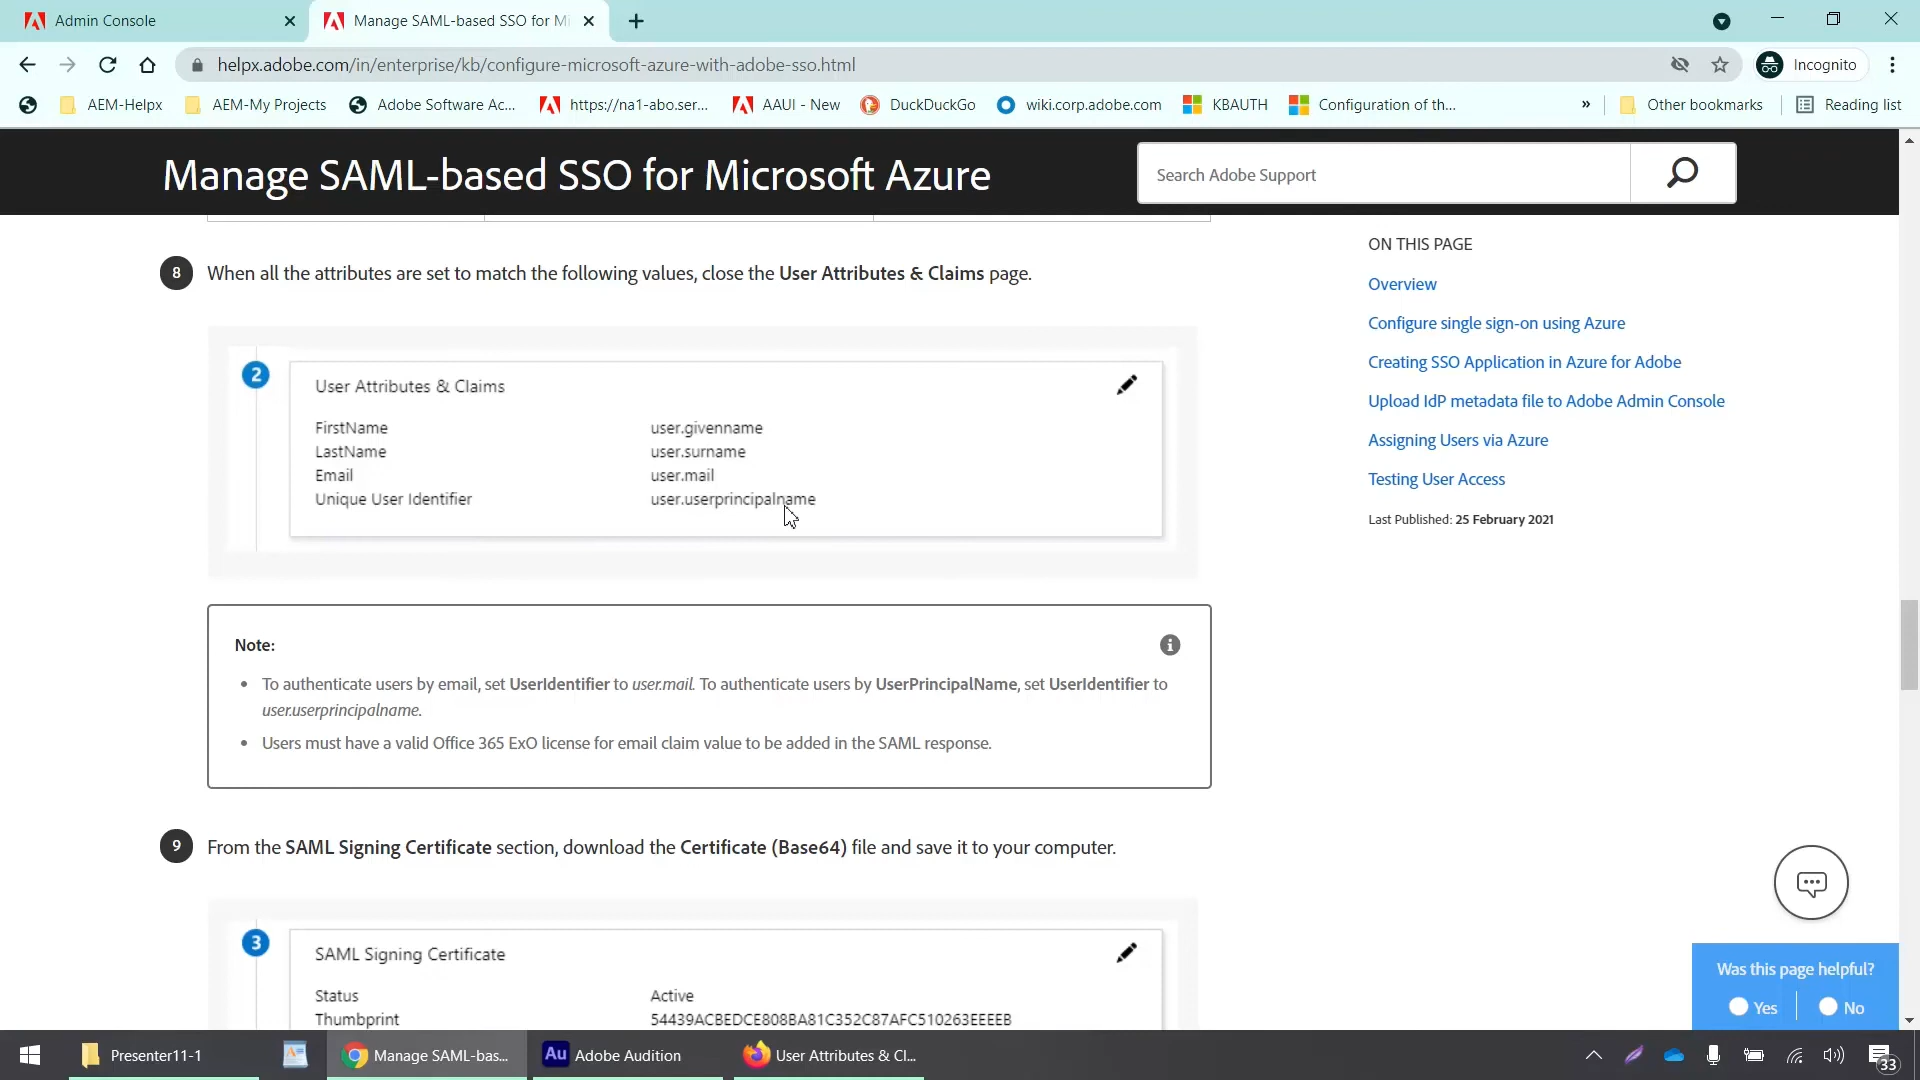 Admin Console
Manage SAML-based SSO for Mi
helpx.adobe.com/in/enterprise/kb/configure-microsoft-azure-with-adobe-sso.html
Incognito
AEM-Helpx
AEM-My Projects
Adobe Software Ac...
https://na1-abo.ser...
AAUI - New
DuckDuckGo
wiki.corp.adobe.com
KBAUTH
Configuration of th...
»
Other bookmarks
Reading list
Manage SAML-based SSO for Microsoft Azure
Search Adobe Support
8 When all the attributes are set to match the following values, close the User Attributes & Claims page.
2 User Attributes & Claims
FirstName user.givenname
LastName user.surname
Email user.mail
Unique User Identifier user.userprincipalname
Note:
• To authenticate users by email, set UserIdentifier to user.mail. To authenticate users by UserPrincipalName, set UserIdentifier to
user.userprincipalname.
• Users must have a valid Office 365 ExO license for email claim value to be added in the SAML response.
9 From the SAML Signing Certificate section, download the Certificate (Base64) file and save it to your computer.
3 SAML Signing Certificate
Status Active
Thumbprint 54439ACBEDCE808BA81C352C87AFC510263EEEEB
ON THIS PAGE
Overview
Configure single sign-on using Azure
Creating SSO Application in Azure for Adobe
Upload IdP metadata file to Adobe Admin Console
Assigning Users via Azure
Testing User Access
Last Published: 25 February 2021
Was this page helpful?
Yes
No
Presenter11-1
Manage SAML-bas...
Au Adobe Audition
User Attributes & Cl...
33